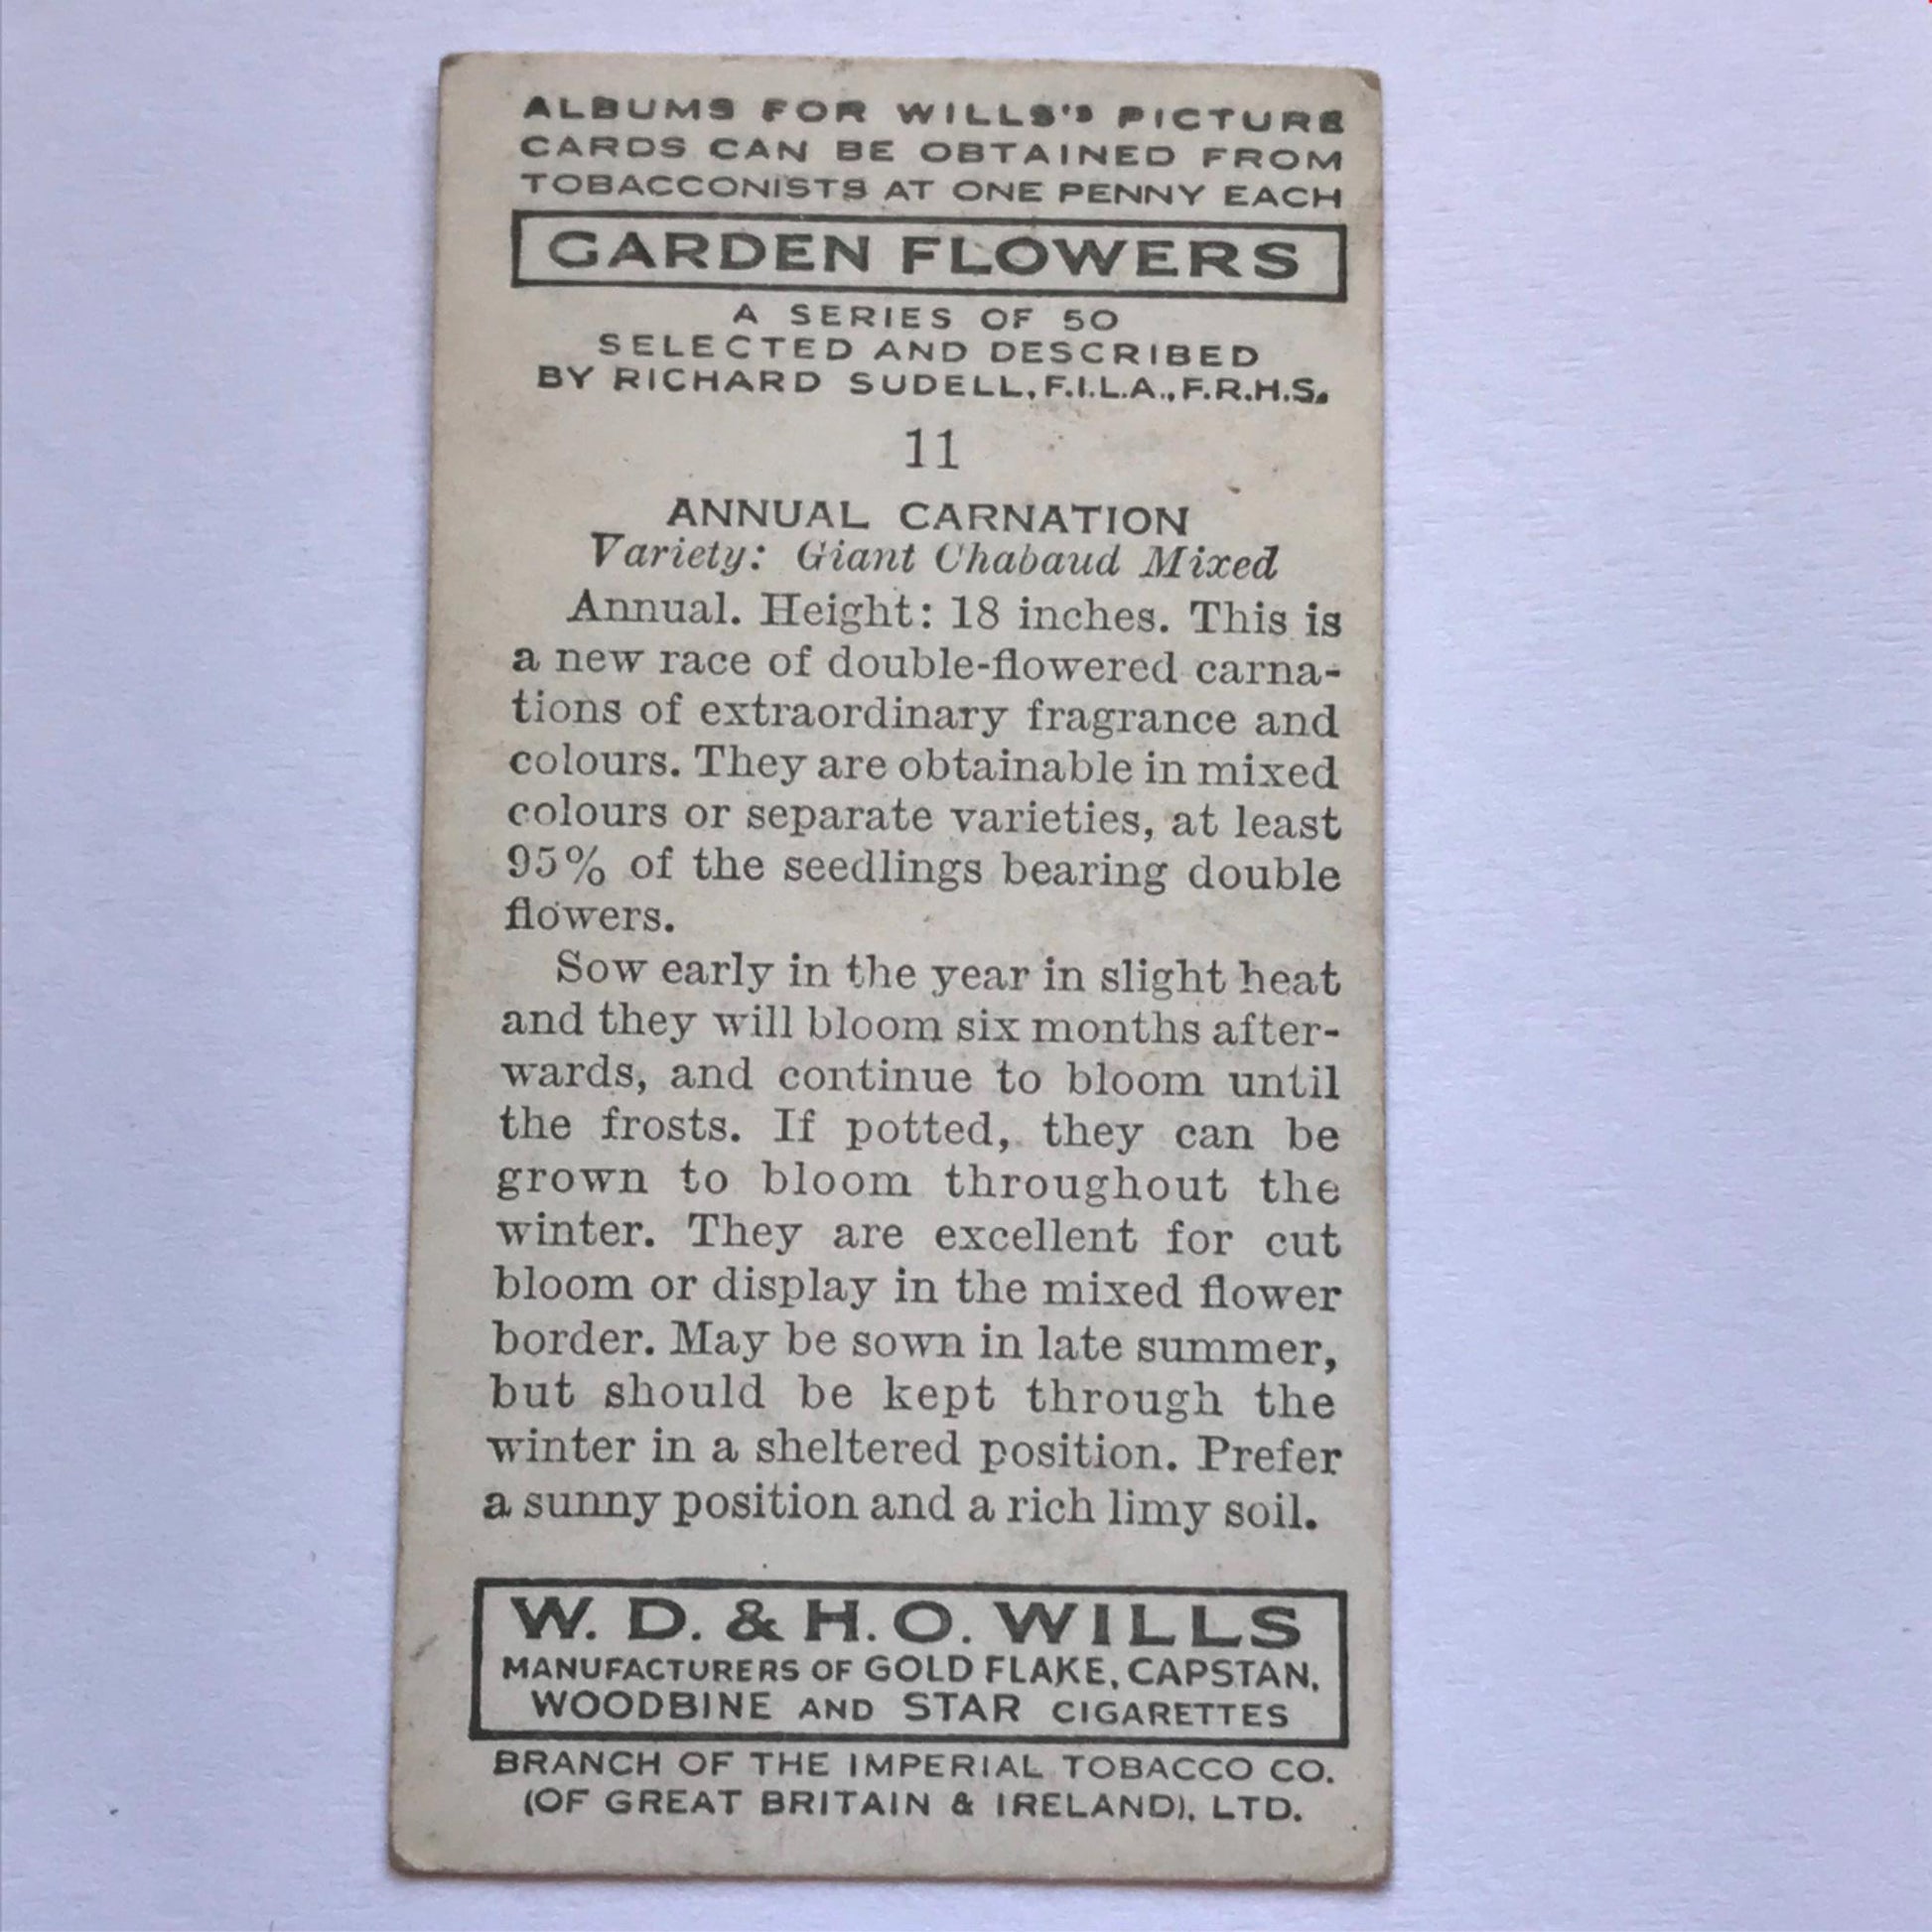 ALBUMS FOR WILLS'S PICTURE
CARDS CAN BE OBTAINED FROM
TOBACCONISTS AT ONE PENNY EACH
GARDEN FLOWERS
A SERIES OF 50
SELECTED AND DESCRIBED
BY RICHARD SUDELL, F.I.L.A., F.R.H.S.
11
ANNUAL CARNATION
Variety: Giant Chabaud Mixed
Annual. Height: 18 inches. This is
a new race of double-flowered carna-
tions of extraordinary fragrance and
colours. They are obtainable in mixed
colours or separate varieties, at least
95% of the seedlings bearing double
flowers.
Sow early in the year in slight heat
and they will bloom six months after-
wards, and continue to bloom until
the frosts. If potted, they can be
grown to bloom throughout the
winter. They are excellent for cut
bloom or display in the mixed flower
border. May be sown in late summer,
but should be kept through the
winter in a sheltered position. Prefer
a sunny position and a rich limy soil.
W. D. & H. O. WILLS
MANUFACTURERS OF GOLD FLAKE, CAPSTAN,
WOODBINE AND STAR CIGARETTES
BRANCH OF THE IMPERIAL TOBACCO CO.
(OF GREAT BRITAIN & IRELAND), LTD.